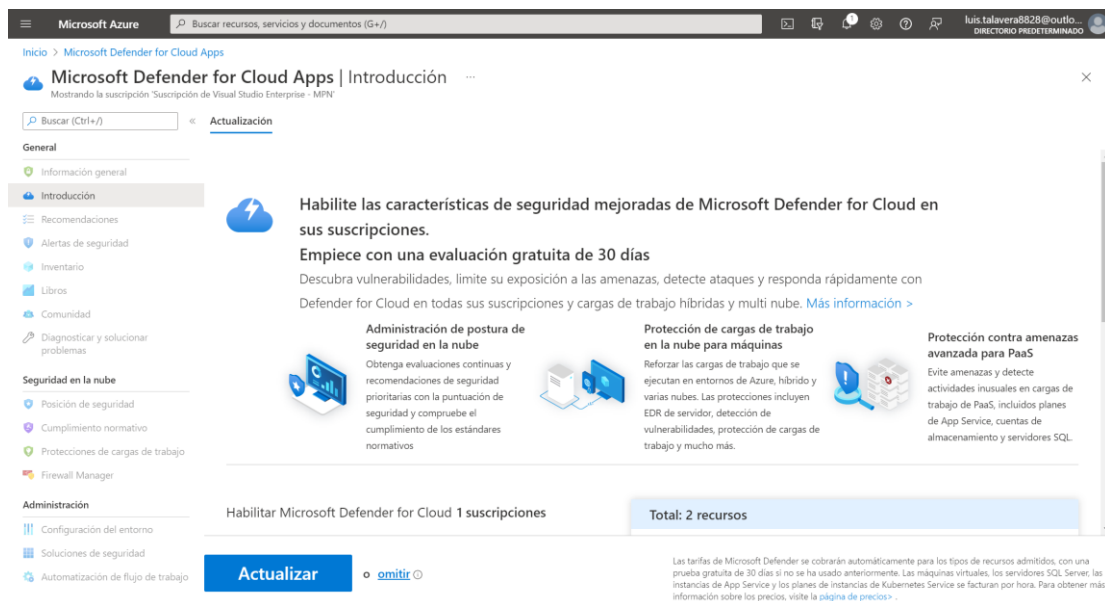 Microsoft Azure
Buscar recursos, servicios y documentos (G+/)
1
luis.talavera8828@outlo...
DIRECTORIO PREDETERMINADO
Inicio > Microsoft Defender for Cloud Apps
Microsoft Defender for Cloud Apps | Introducción ...
Mostrando la suscripción 'Suscripción de Visual Studio Enterprise - MPN'
Buscar (Ctrl+/)
«
Actualización
General
Información general
Introducción
Recomendaciones
Alertas de seguridad
Inventario
Libros
Comunidad
Diagnosticar y solucionar
problemas
Seguridad en la nube
Posición de seguridad
Cumplimiento normativo
Protecciones de cargas de trabajo
Firewall Manager
Administración
Configuración del entorno
Soluciones de seguridad
Automatización de flujo de trabajo
Habilite las características de seguridad mejoradas de Microsoft Defender for Cloud en
sus suscripciones.
Empiece con una evaluación gratuita de 30 días
Descubra vulnerabilidades, limite su exposición a las amenazas, detecte ataques y responda rápidamente con
Defender for Cloud en todas sus suscripciones y cargas de trabajo híbridas y multi nube. Más información >
Administración de postura de
seguridad en la nube
Obtenga evaluaciones continuas y
recomendaciones de seguridad
prioritarias con la puntuación de
seguridad y compruebe el
cumplimiento de los estándares
normativos
Protección de cargas de trabajo
en la nube para máquinas
Reforzar las cargas de trabajo que se
ejecutan en entornos de Azure, híbrido y
varias nubes. Las protecciones incluyen
EDR de servidor, detección de
vulnerabilidades, protección de cargas de
trabajo y mucho más.
Protección contra amenazas
avanzada para PaaS
Evite amenazas y detecte
actividades inusuales en cargas de
trabajo de PaaS, incluidos planes
de App Service, cuentas de
almacenamiento y servidores SQL.
Habilitar Microsoft Defender for Cloud 1 suscripciones
Total: 2 recursos
Actualizar
o omitir
Las tarifas de Microsoft Defender se cobrarán automáticamente para los tipos de recursos admitidos, con una
prueba gratuita de 30 días si no se ha usado anteriormente. Las máquinas virtuales, los servidores SQL Server, las
instancias de App Service y los planes de instancias de Kubernetes Service se facturan por hora. Para obtener más
información sobre los precios, visite la página de precios> .